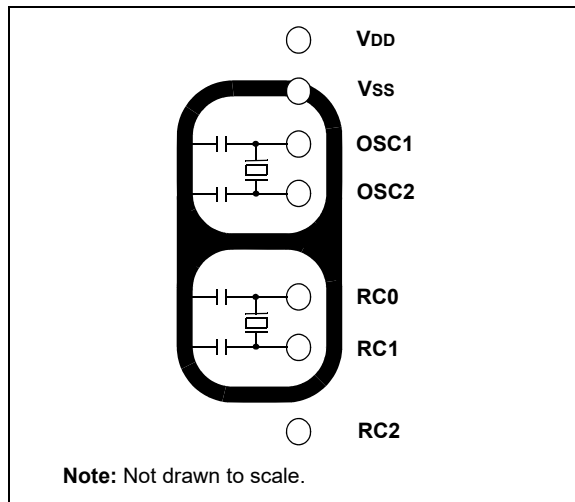 VDD
VSS
OSC1
OSC2
RC0
RC1
RC2
Note: Not drawn to scale.